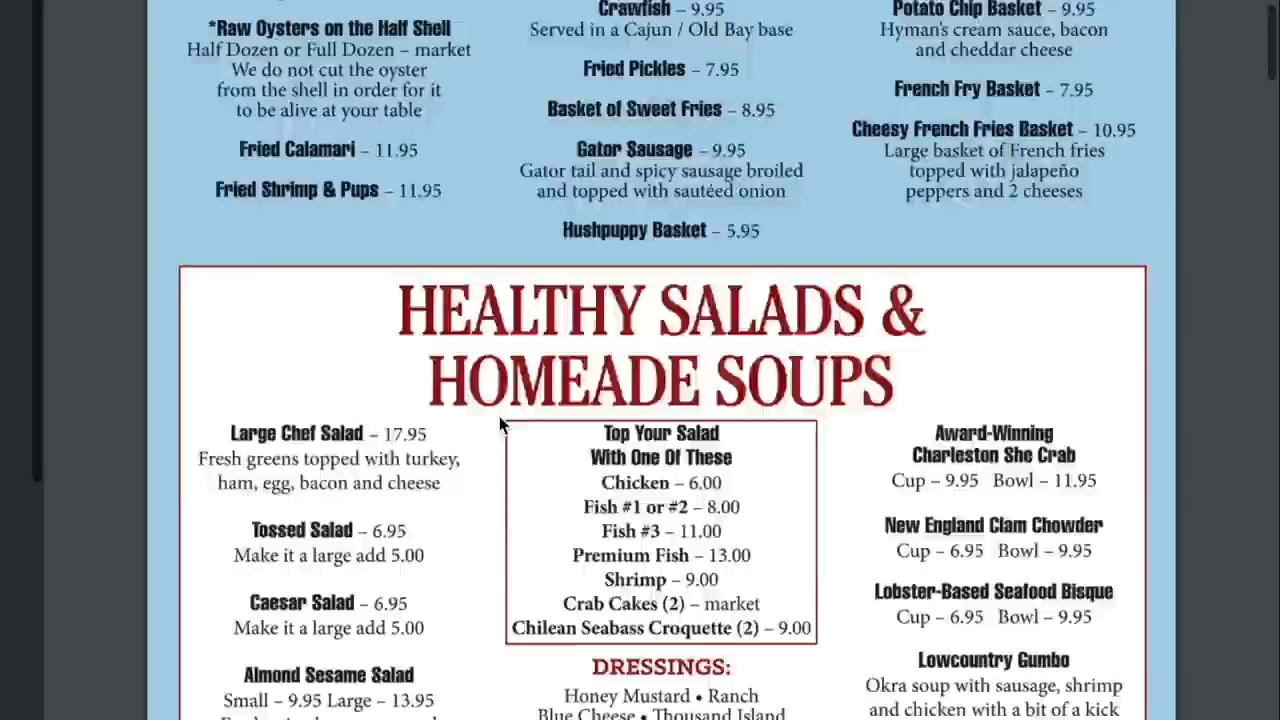 *Raw Oysters on the Half Shell
Half Dozen or Full Dozen – market
We do not cut the oyster
from the shell in order for it
to be alive at your table
Fried Calamari – 11.95
Fried Shrimp & Pups – 11.95
Crawfish – 9.95
Served in a Cajun / Old Bay base
Fried Pickles – 7.95
Basket of Sweet Fries – 8.95
Gator Sausage – 9.95
Gator tail and spicy sausage broiled
and topped with sautéed onion
Hushpuppy Basket – 5.95
Potato Chip Basket – 9.95
Hyman's cream sauce, bacon
and cheddar cheese
French Fry Basket – 7.95
Cheesy French Fries Basket – 10.95
Large basket of French fries
topped with jalapeño
peppers and 2 cheeses
HEALTHY SALADS &
HOMEADE SOUPS
Large Chef Salad – 17.95
Fresh greens topped with turkey,
ham, egg, bacon and cheese
Tossed Salad – 6.95
Make it a large add 5.00
Caesar Salad – 6.95
Make it a large add 5.00
Almond Sesame Salad
Small – 9.95 Large – 13.95
Top Your Salad
With One Of These
Chicken – 6.00
Fish #1 or #2 – 8.00
Fish #3 – 11.00
Premium Fish – 13.00
Shrimp – 9.00
Crab Cakes (2) – market
Chilean Seabass Croquette (2) – 9.00
DRESSINGS:
Honey Mustard • Ranch
Blue Cheese • Thousand Island
Award-Winning
Charleston She Crab
Cup – 9.95 Bowl – 11.95
New England Clam Chowder
Cup – 6.95 Bowl – 9.95
Lobster-Based Seafood Bisque
Cup – 6.95 Bowl – 9.95
Lowcountry Gumbo
Okra soup with sausage, shrimp
and chicken with a bit of a kick